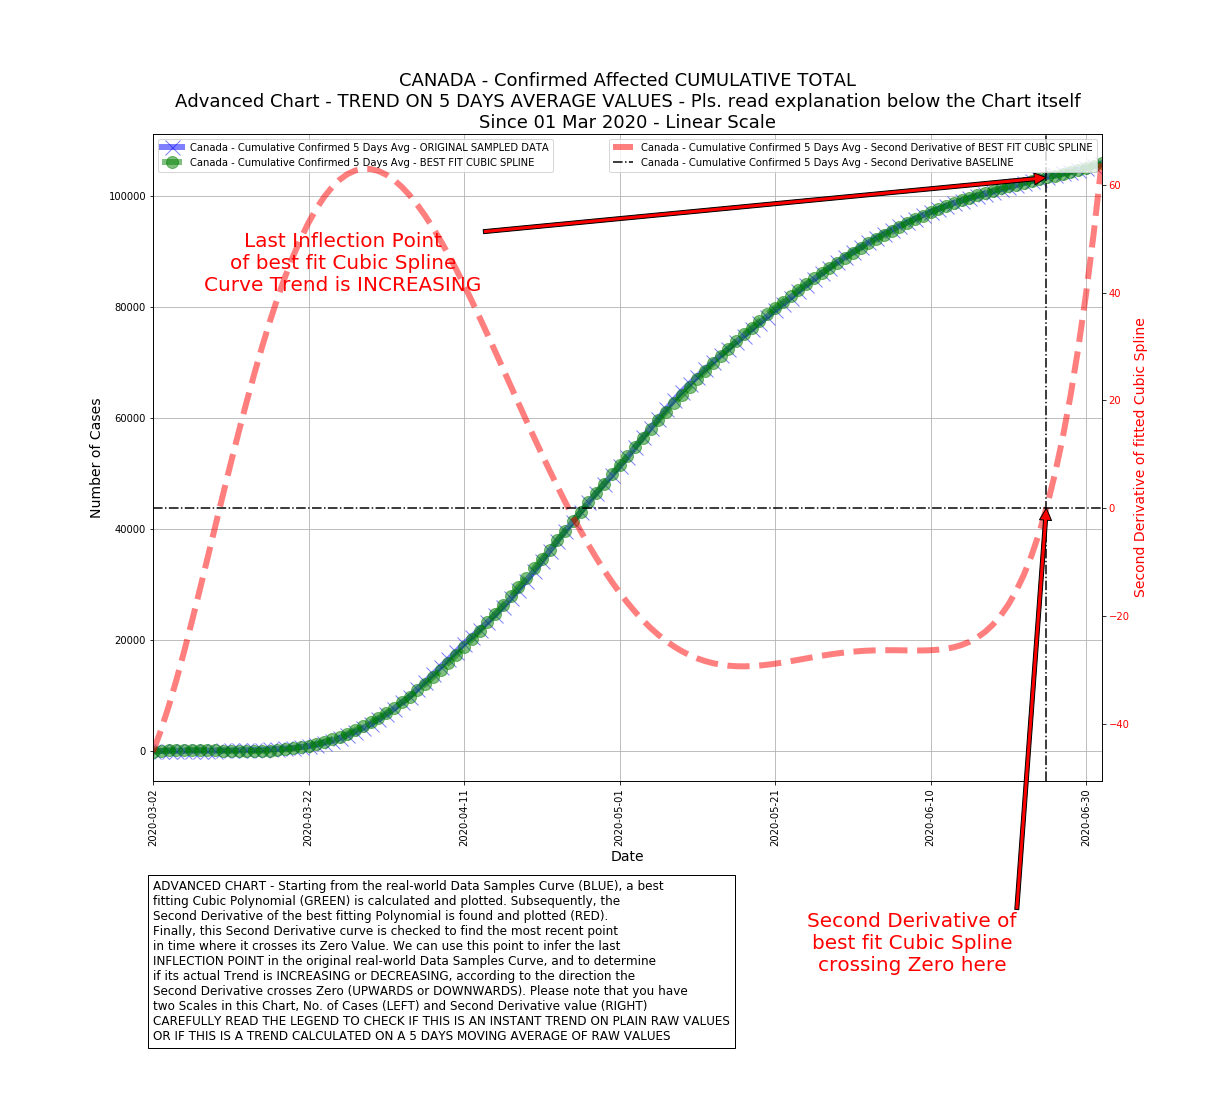 CANADA - Confirmed Affected CUMULATIVE TOTAL
Advanced Chart - TREND ON 5 DAYS AVERAGE VALUES - Pls. read explanation below the Chart itself
Since 01 Mar 2020 - Linear Scale
Canada - Cumulative Confirmed 5 Days Avg - ORIGINAL SAMPLED DATA
Canada - Cumulative Confirmed 5 Days Avg - BEST FIT CUBIC SPLINE
Canada - Cumulative Confirmed 5 Days Avg - Second Derivative of BEST FIT CUBIC SPLINE
Canada - Cumulative Confirmed 5 Days Avg - Second Derivative BASELINE
Last Inflection Point
of best fit Cubic Spline
Curve Trend is INCREASING
Number of Cases
100000
80000
60000
40000
20000
0
60
40
20
0
−20
−40
Second Derivative of fitted Cubic Spline
2020-03-02
2020-03-22
2020-04-11
2020-05-01
2020-05-21
2020-06-10
2020-06-30
Date
Second Derivative of
best fit Cubic Spline
crossing Zero here
ADVANCED CHART - Starting from the real-world Data Samples Curve (BLUE), a best
fitting Cubic Polynomial (GREEN) is calculated and plotted. Subsequently, the
Second Derivative of the best fitting Polynomial is found and plotted (RED).
Finally, this Second Derivative curve is checked to find the most recent point
in time where it crosses its Zero Value. We can use this point to infer the last
INFLECTION POINT in the original real-world Data Samples Curve, and to determine
if its actual Trend is INCREASING or DECREASING, according to the direction the
Second Derivative crosses Zero (UPWARDS or DOWNWARDS). Please note that you have
two Scales in this Chart, No. of Cases (LEFT) and Second Derivative value (RIGHT)
CAREFULLY READ THE LEGEND TO CHECK IF THIS IS AN INSTANT TREND ON PLAIN RAW VALUES
OR IF THIS IS A TREND CALCULATED ON A 5 DAYS MOVING AVERAGE OF RAW VALUES